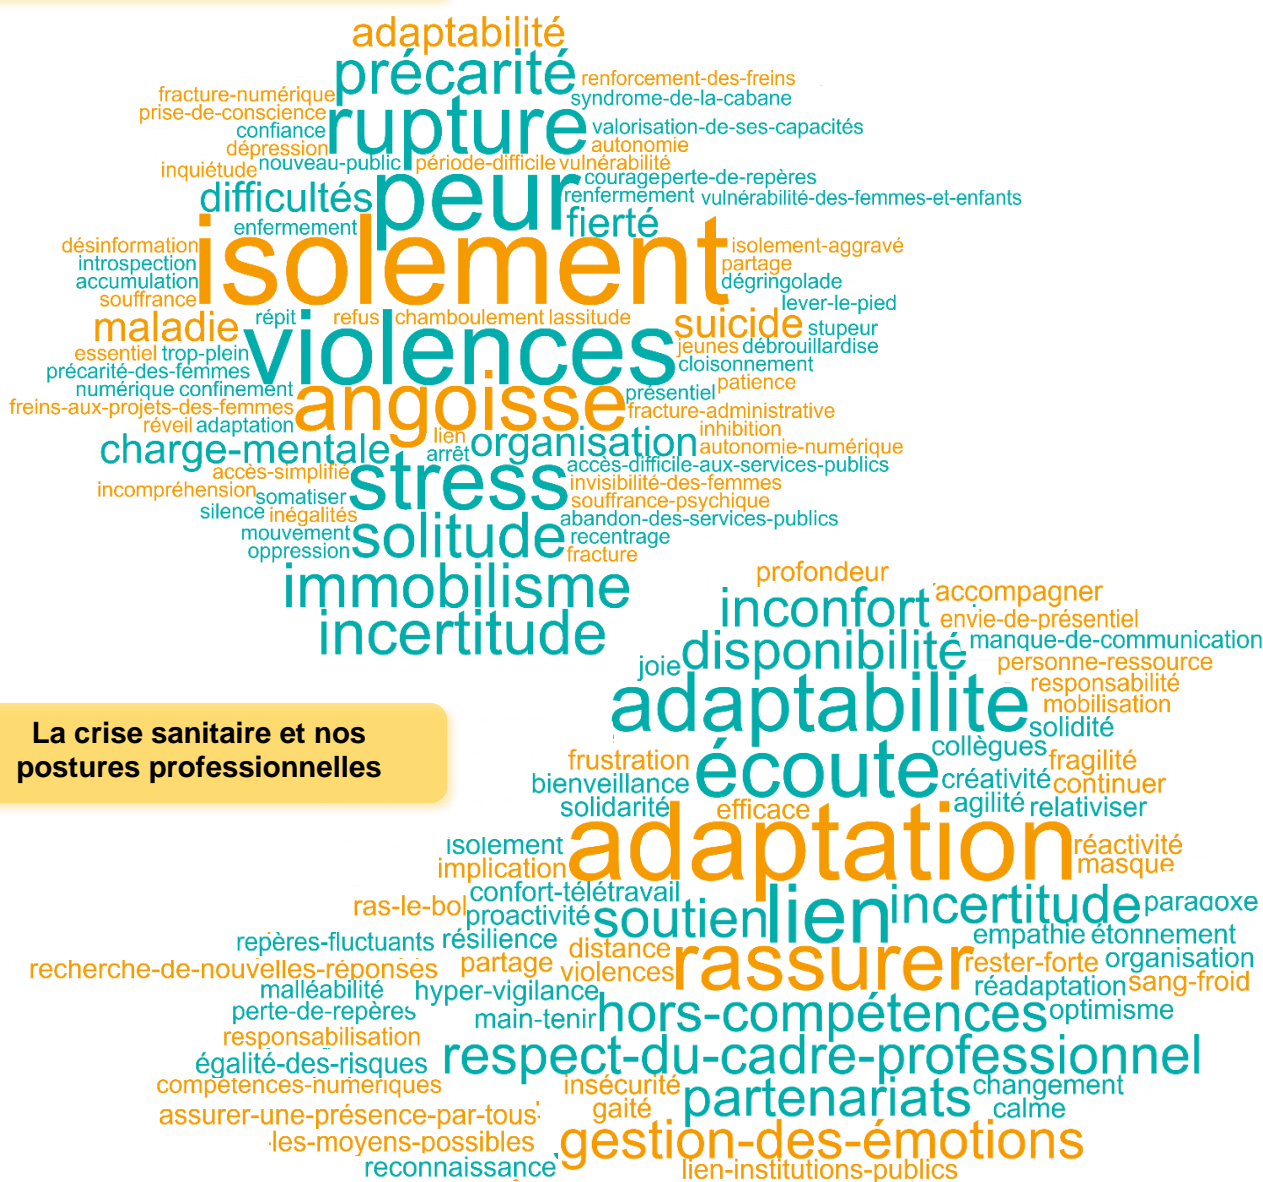 adaptabilité
précarité renforcement-des-freins
fracture-numérique syndrome-de-la-cabane
prise-de-conscience rupture valorisation-de-ses-capacités
confiance autonomie
dépression
nouveau-public période-difficile vulnérabilité
inquiétude peur courage perte-de-repères
difficultés renfermement vulnérabilité-des-femmes-et-enfants
enfermement fierté
désinformation isolement isolement-aggravé
introspection partage
accumulation dégringolade
souffrance lever-le-pied
maladie répit refus chamboulement lassitude suicide stupeur
essentiel trop-plein violences jeunes débrouillardise
précarité-des-femmes cloisonnement
numérique confinement angoisse présentiel patience
freins-aux-projets-des-femmes fracture-administrative
réveil adaptation inhibition
charge-mentale lien organisation autonomie-numérique
arrêt
accès-simplifié stress accès-difficile-aux-services-publics
incompréhension invisibilité-des-femmes
somatiser souffrance-psychique
silence inégalités abandon-des-services-publics
mouvement solitude recentrage
oppression fracture
immobilisme
incertitude
La crise sanitaire et nos
postures professionnelles
profondeur
inconfort accompagner
envie-de-présentiel
joie disponibilité manque-de-communication
personne-ressource
adaptabilite responsabilité
mobilisation
solidité
frustration écoute collègues fragilité
bienveillance créativité continuer
solidarité efficace agilité relativiser
isolement adaptation réactivité
implication masque
confort-télétravail
ras-le-bol proactivité soutien lien incertitude paradoxe
repères-fluctuants résilience distance empathie étonnement
recherche-de-nouvelles-réponses partage violences rassurer rester-forte organisation
malléabilité hyper-vigilance réadaptation sang-froid
perte-de-repères main-tenir hors-compétences optimisme
responsabilisation
égalité-des-risques respect-du-cadre-professionnel
compétences-numériques insécurité partenariats changement
assurer-une-présence-par-tous- gaité calme
les-moyens-possibles gestion-des-émotions
reconnaissance lien-institutions-publics